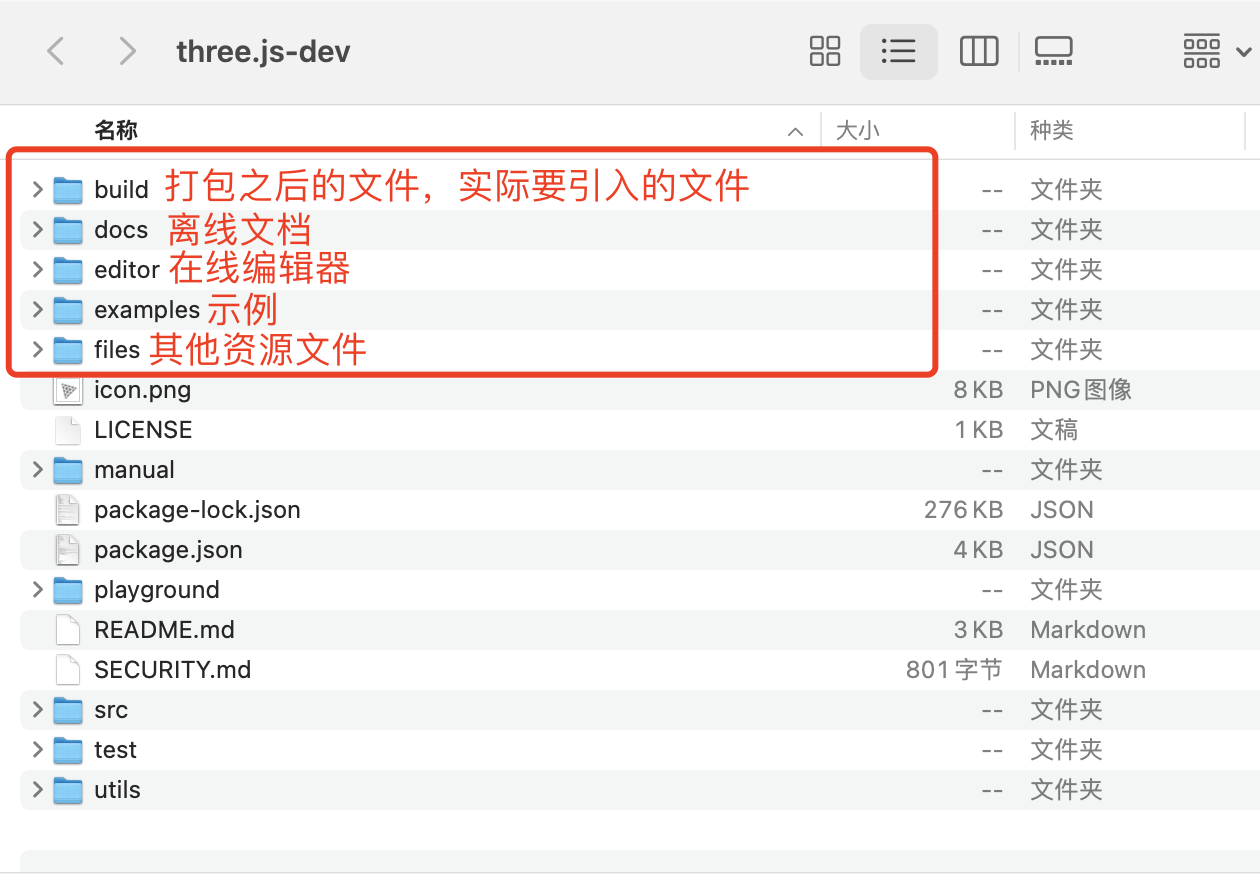 three.js-dev
名称 大小 种类
build 打包之后的文件，实际要引入的文件 -- 文件夹
docs 离线文档 -- 文件夹
editor 在线编辑器 -- 文件夹
examples 示例 -- 文件夹
files 其他资源文件 -- 文件夹
icon.png 8 KB PNG图像
LICENSE 1 KB 文稿
manual -- 文件夹
package-lock.json 276 KB JSON
package.json 4 KB JSON
playground -- 文件夹
README.md 3 KB Markdown
SECURITY.md 801 字节 Markdown
src -- 文件夹
test -- 文件夹
utils -- 文件夹